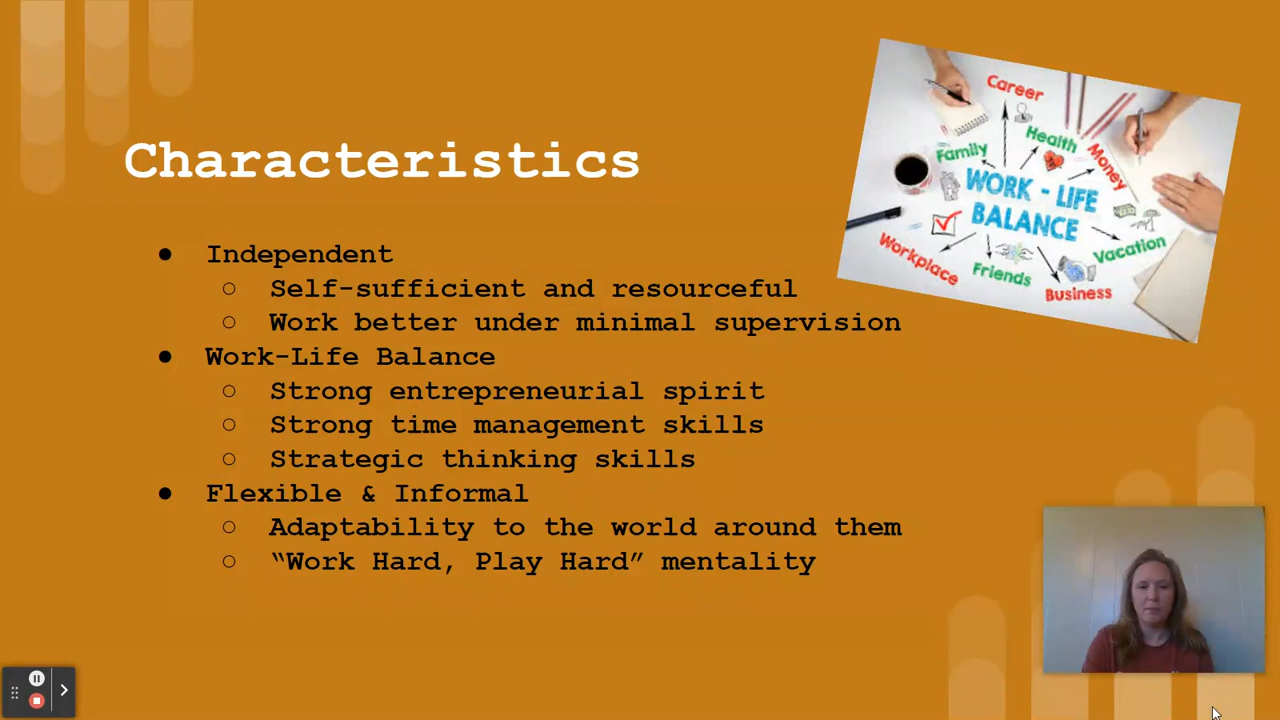 Characteristics
● Independent
○ Self-sufficient and resourceful
○ Work better under minimal supervision
● Work-Life Balance
○ Strong entrepreneurial spirit
○ Strong time management skills
○ Strategic thinking skills
● Flexible & Informal
○ Adaptability to the world around them
○ “Work Hard, Play Hard” mentality
Career
Health
Family
Money
WORK - LIFE
BALANCE
Vacation
Workplace
Friends
Business